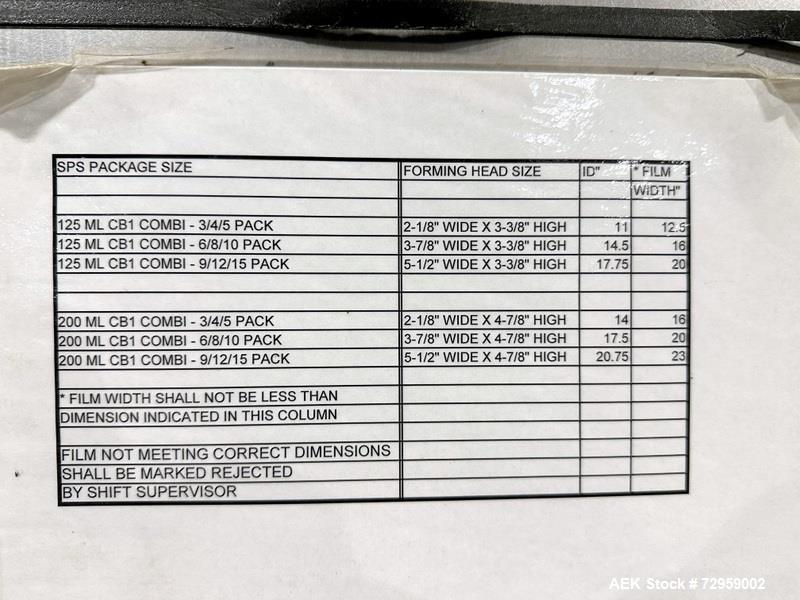 SPS PACKAGE SIZE FORMING HEAD SIZE ID" * FILM
WIDTH"
125 ML CB1 COMBI - 3/4/5 PACK 2-1/8" WIDE X 3-3/8" HIGH 11 12.5
125 ML CB1 COMBI - 6/8/10 PACK 3-7/8" WIDE X 3-3/8" HIGH 14.5 16
125 ML CB1 COMBI - 9/12/15 PACK 5-1/2" WIDE X 3-3/8" HIGH 17.75 20
200 ML CB1 COMBI - 3/4/5 PACK 2-1/8" WIDE X 4-7/8" HIGH 14 16
200 ML CB1 COMBI - 6/8/10 PACK 3-7/8" WIDE X 4-7/8" HIGH 17.5 20
200 ML CB1 COMBI - 9/12/15 PACK 5-1/2" WIDE X 4-7/8" HIGH 20.75 23
* FILM WIDTH SHALL NOT BE LESS THAN
DIMENSION INDICATED IN THIS COLUMN
FILM NOT MEETING CORRECT DIMENSIONS
SHALL BE MARKED REJECTED
BY SHIFT SUPERVISOR
AEK Stock # 72959002